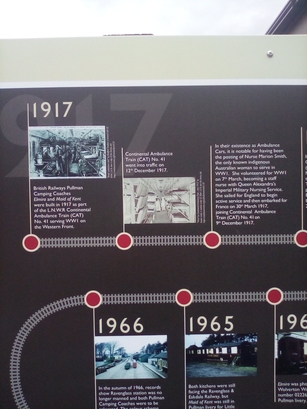 1917
British Railways Pullman
Camping Coaches
Elmira and Maid of Kent
were built in 1917 as part
of the L.N.W.R Continental
Ambulance Train (CAT)
No. 41 serving WW1 on
the Western Front.
Continental Ambulance
Train (CAT) No. 41
went into traffic on
12th December 1917.
In their existence as Ambulance
Cars, it is notable for having been
the posting of Nurse Marion Smith,
the only known indigenous
Australian woman to serve in
WW1. She volunteered for WW1
on 7th March, becoming a staff
nurse with Queen Alexandra's
Imperial Military Nursing Service.
She sailed for England to begin
active service and then embarked for
France on 30th March 1917,
joining Continental Ambulance
Train (CAT) No. 41 on
9th December 1917.
1966
In the autumn of 1966, records
show Ravenglass station was no
longer manned and both Pullman
Camping Coaches were to be
1965
Both kitchens were still
facing the Ravenglass &
Eskdale Railway, but
Maid of Kent was still in
Pullman livery for
196
Elmira was